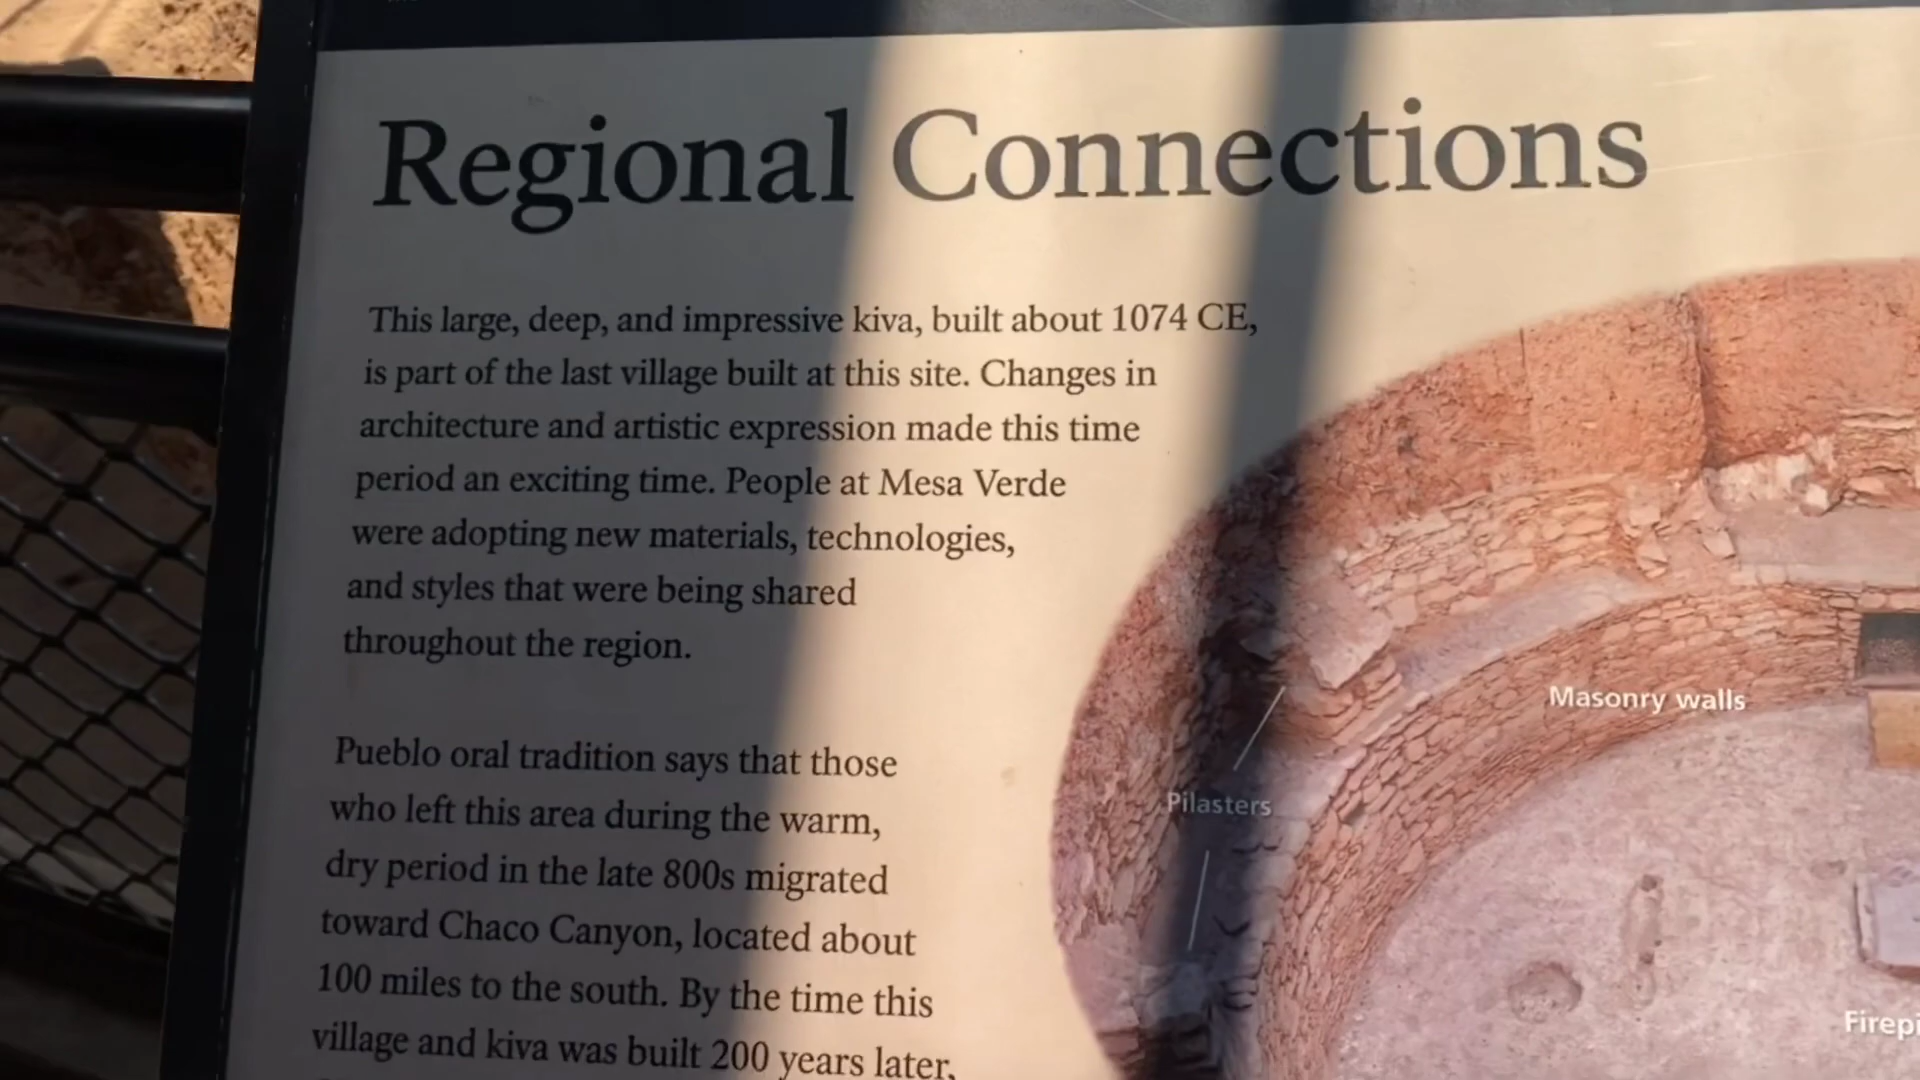 Regional Connections
This large, deep, and impressive kiva, built about 1074 CE,
is part of the last village built at this site. Changes in
architecture and artistic expression made this time
period an exciting time. People at Mesa Verde
were adopting new materials, technologies,
and styles that were being shared
throughout the region.
Pueblo oral tradition says that those
who left this area during the warm,
dry period in the late 800s migrated
toward Chaco Canyon, located about
100 miles to the south. By the time this
village and kiva was built 200 years later,
Masonry walls
Pilasters